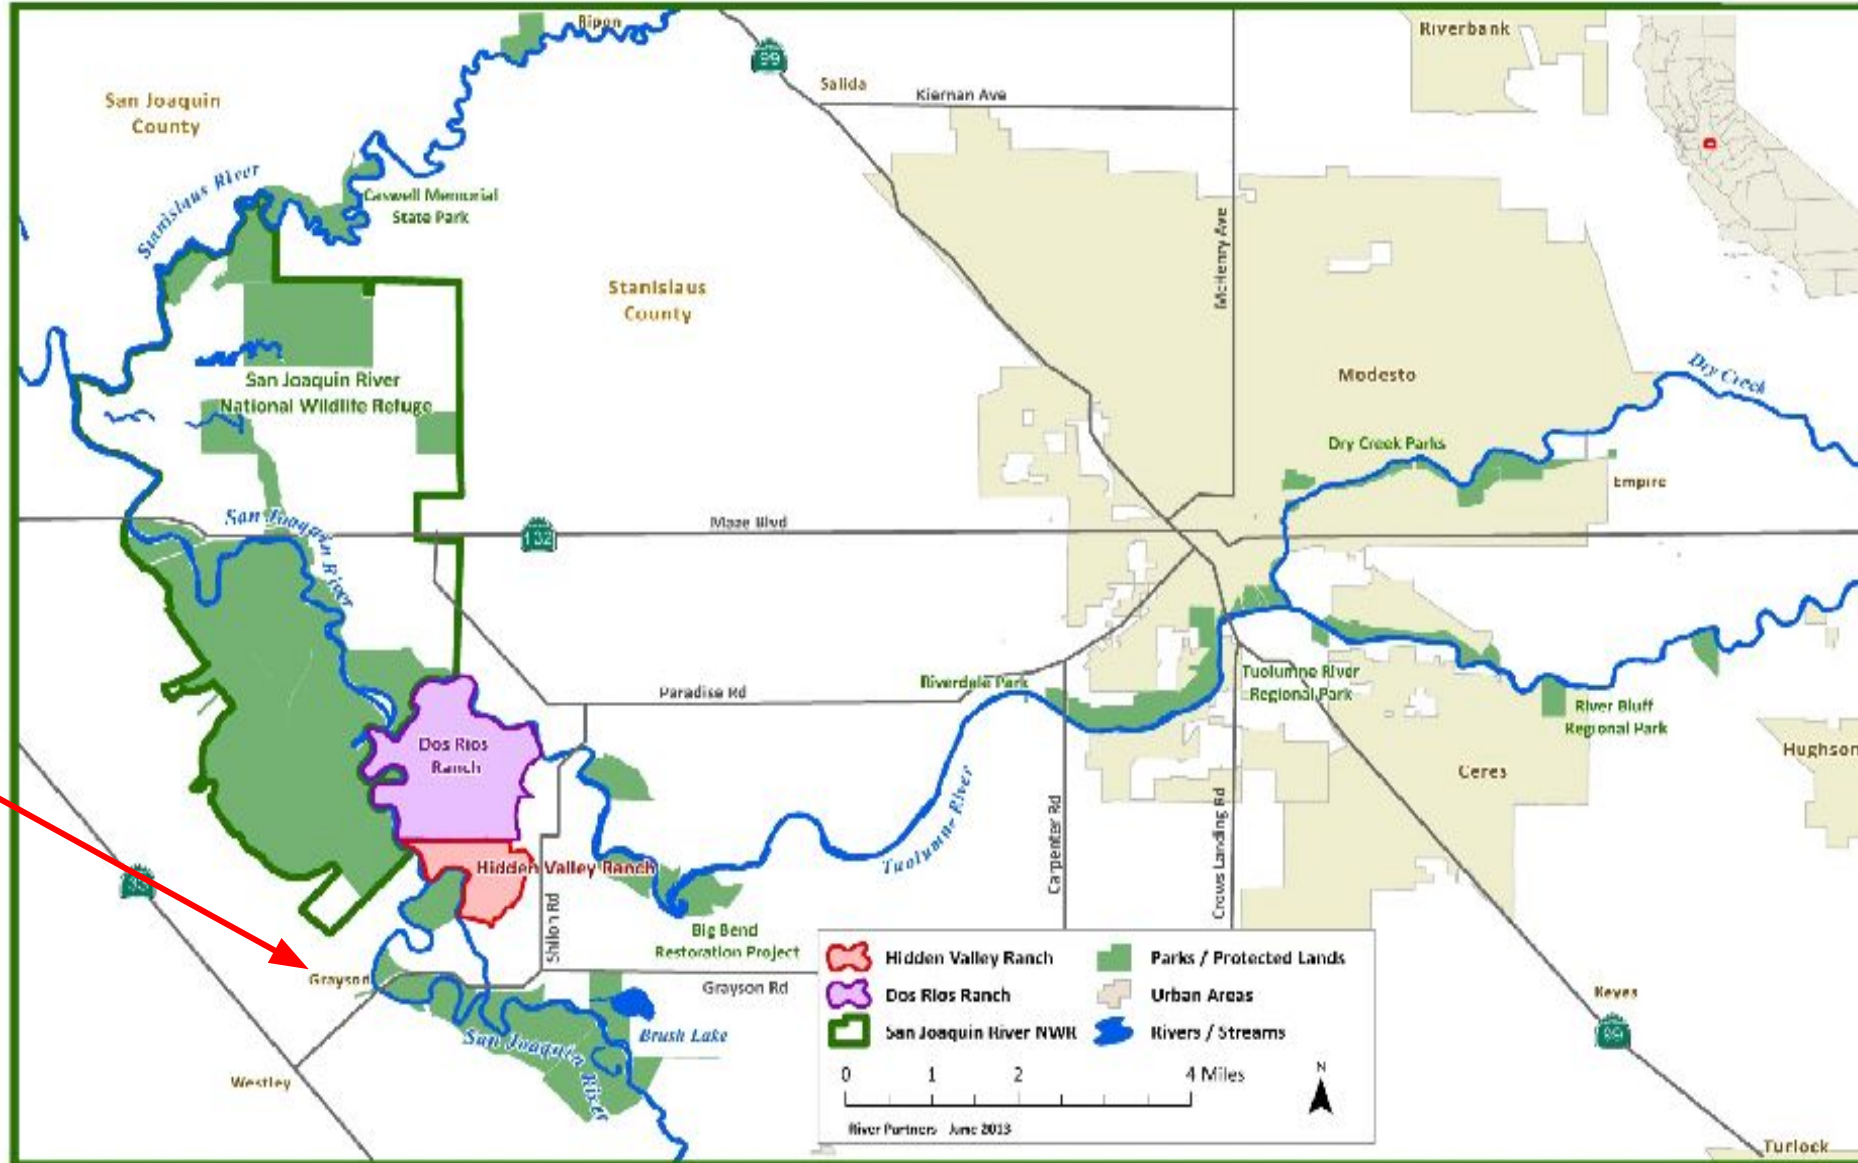 Ripon
Riverbank
99
Salida
Kiernan Ave
San Joaquin
County
Stanislaus River
Caswell Memorial
State Park
McHenry Ave
Stanislaus
County
San Joaquin River
National Wildlife Refuge
Modesto
Dry Creek
Dry Creek Parks
Empire
San Joaquin River
132
Maze Blvd
Paradise Rd
Riverdale Park
Tuolumne River
Regional Park
River Bluff
Regional Park
Dos Rios
Ranch
Hughson
Ceres
Tuolumne River
Carpenter Rd
Crows Landing Rd
Hidden Valley Ranch
33
Shiloh Rd
Big Bend
Restoration Project
Grayson
Grayson Rd
Brush Lake
San Joaquin River
Westley
Hidden Valley Ranch
Parks / Protected Lands
Dos Rios Ranch
Urban Areas
San Joaquin River NWR
Rivers / Streams
0 1 2 4 Miles
N
River Partners June 2013
Keyes
99
Turlock